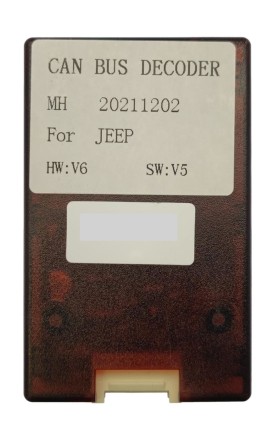 CAN BUS DECODER
MH 20211202
For JEEP
HW:V6 SW:V5